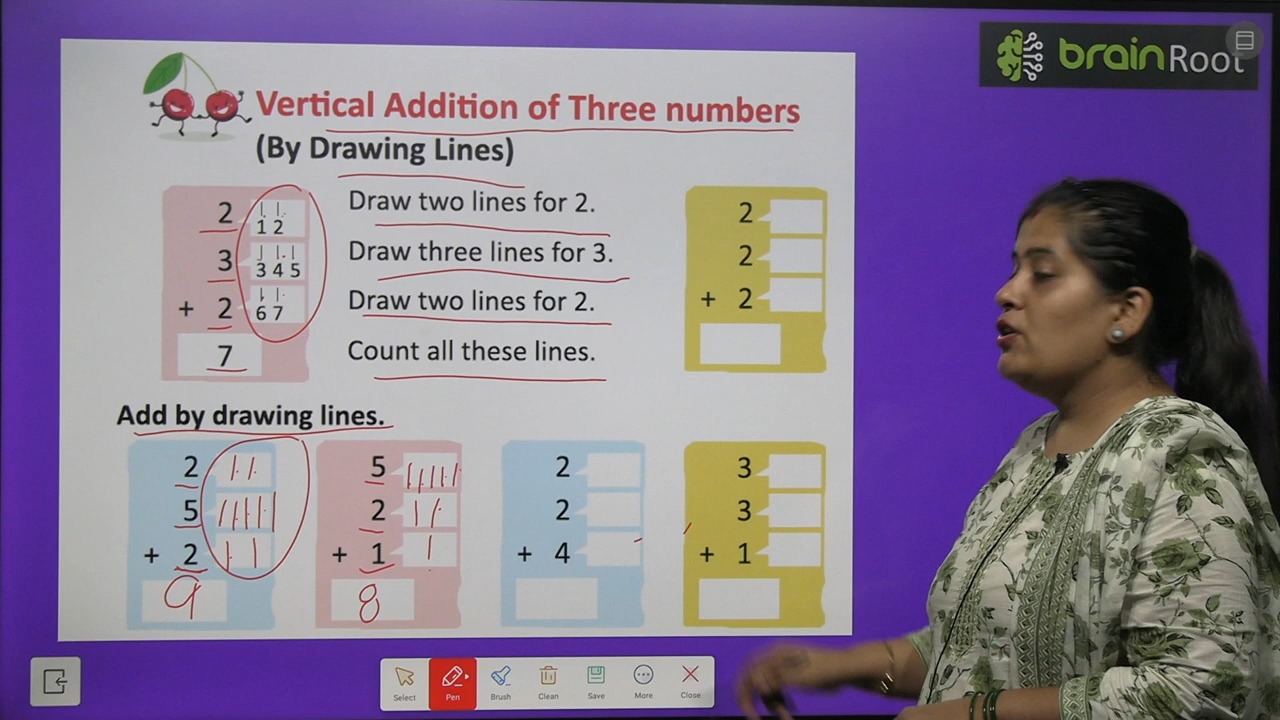 brainRoot
Vertical Addition of Three numbers
(By Drawing Lines)
2
1 2
3
3 4 5
+ 2
6 7
7
Draw two lines for 2.
Draw three lines for 3.
Draw two lines for 2.
Count all these lines.
2
2
+ 2
Add by drawing lines.
2
5
+ 2
9
5
2
+ 1
8
2
2
+ 4
3
3
+ 1
Select
Pen
Brush
Clean
Save
More
Close